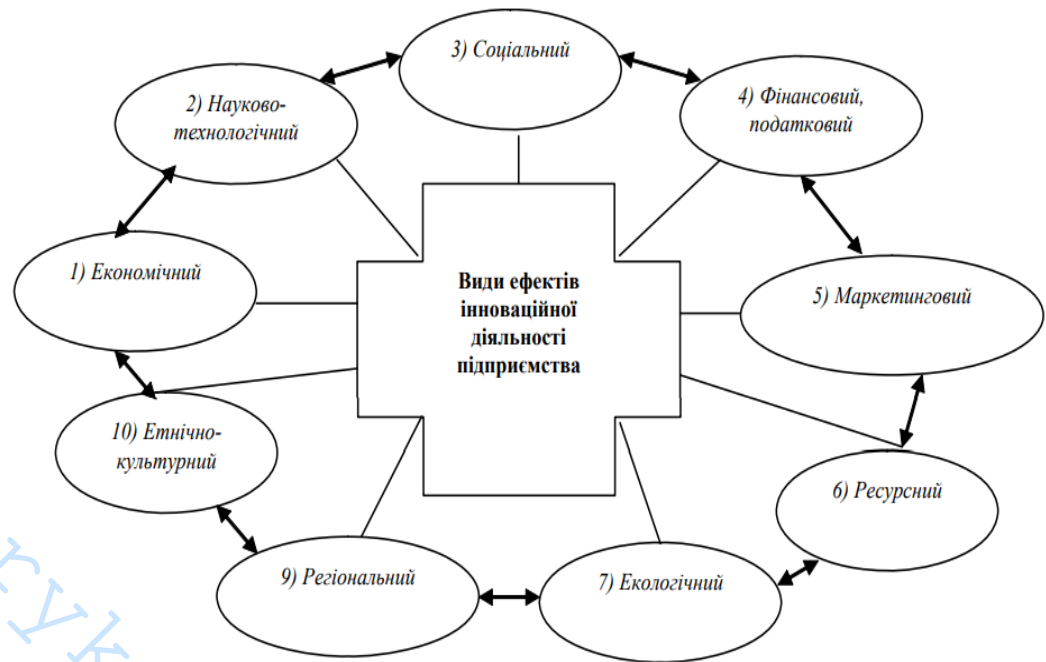 3) Соціальний
2) Науково-
технологічний
4) Фінансовий,
податковий
1) Економічний
Види ефектів
інноваційної
діяльності
підприємства
5) Маркетинговий
10) Етнічно-
культурний
6) Ресурсний
9) Регіональний
7) Екологічний